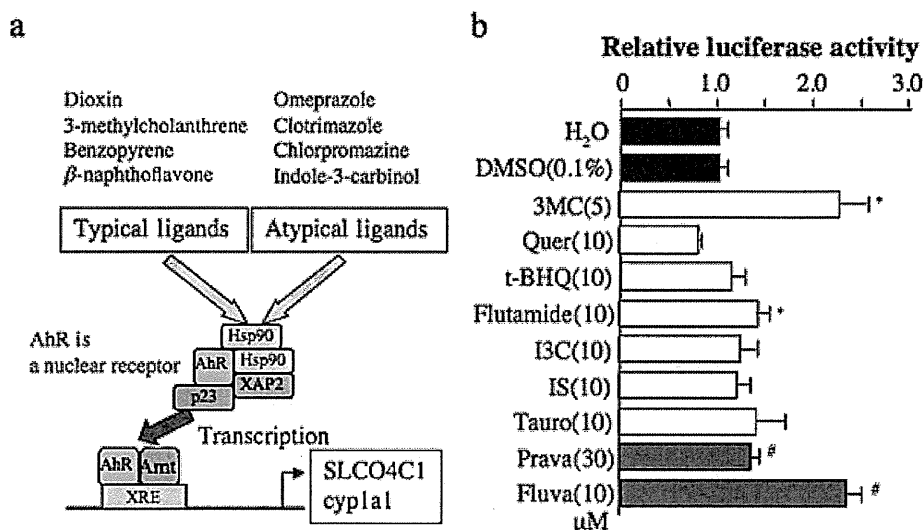 a
Dioxin
3-methylcholanthrene
Benzopyrene
β-naphthoflavone
Omeprazole
Clotrimazole
Chlorpromazine
Indole-3-carbinol
Typical ligands
Atypical ligands
AhR is
a nuclear receptor
Hsp90
AhR
Hsp90
XAP2
p23
Transcription
AhR
Arnt
XRE
SLCO4C1
cyp1a1
b
Relative luciferase activity
0 1.0 2.0 3.0
H₂O
DMSO(0.1%)
3MC(5) *
Quer(10)
t-BHQ(10)
Flutamide(10) *
I3C(10)
IS(10)
Tauro(10)
Prava(30) #
Fluva(10) #
μM